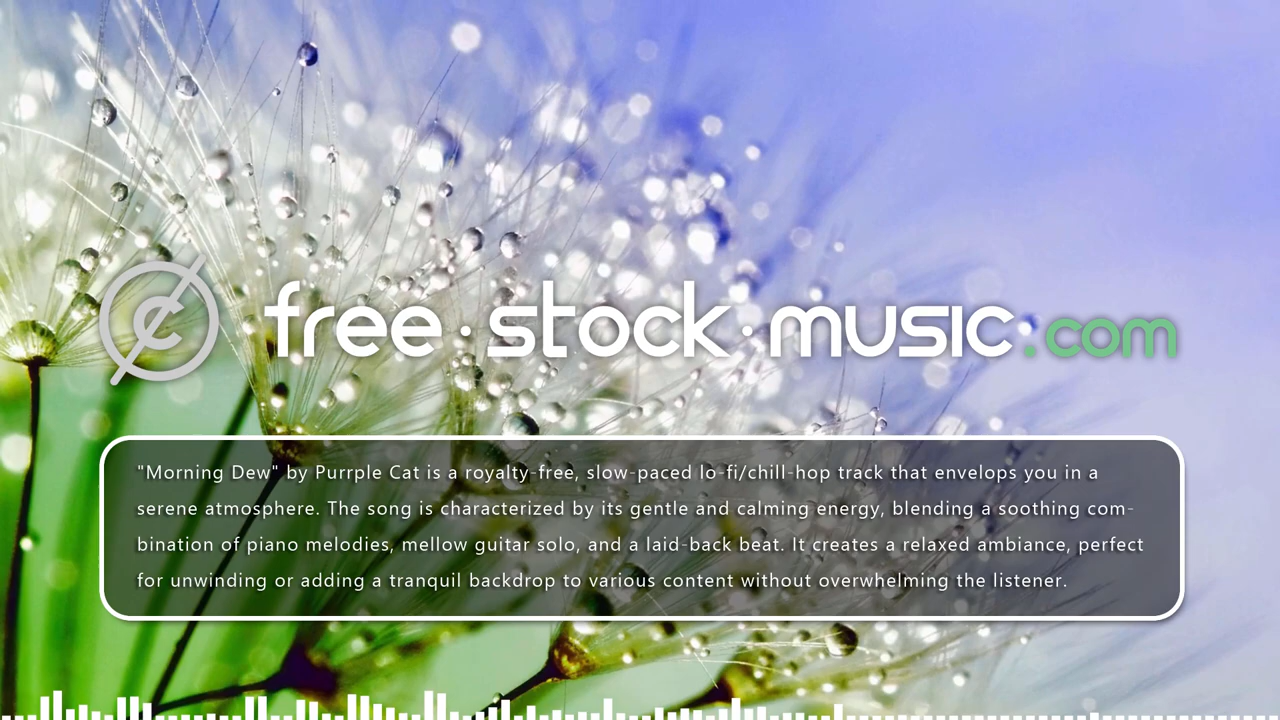 free·stock·music.com
"Morning Dew" by Purrple Cat is a royalty-free, slow-paced lo-fi/chill-hop track that envelops you in a
serene atmosphere. The song is characterized by its gentle and calming energy, blending a soothing com-
bination of piano melodies, mellow guitar solo, and a laid-back beat. It creates a relaxed ambiance, perfect
for unwinding or adding a tranquil backdrop to various content without overwhelming the listener.